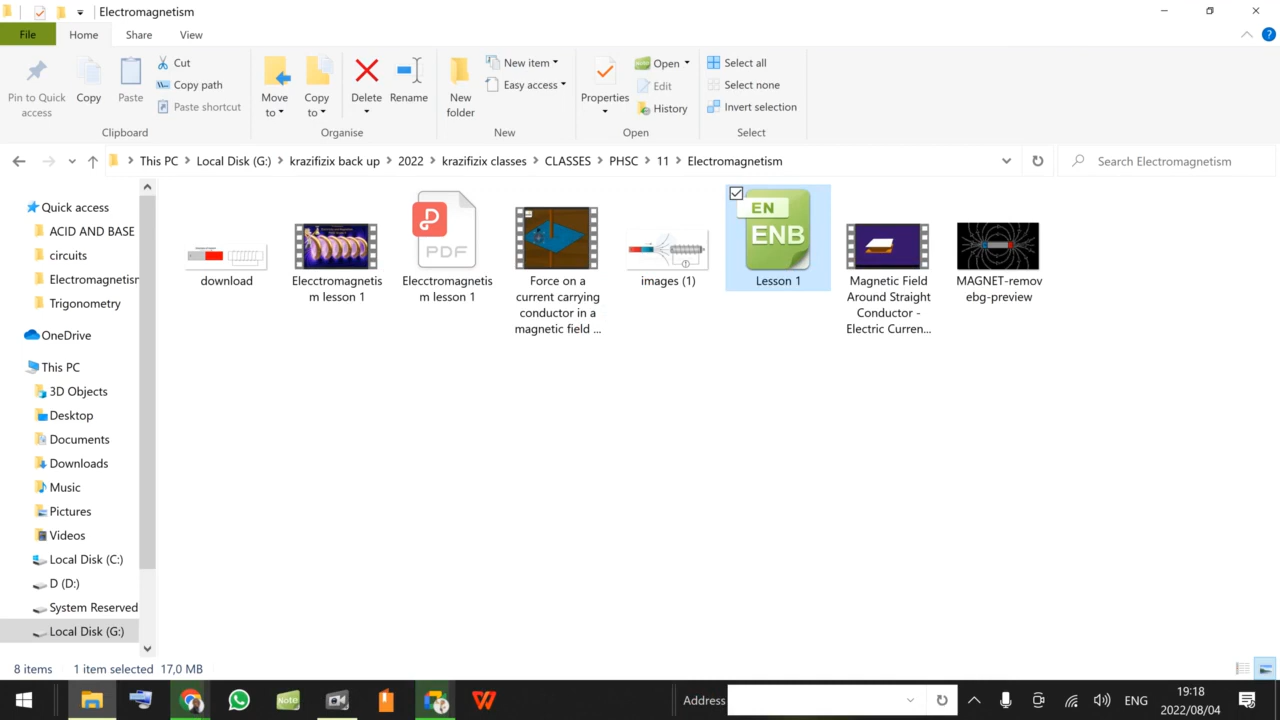 Electromagnetism
File Home Share View
Pin to Quick access
Copy
Paste
Cut
Copy path
Paste shortcut
Clipboard
Move to
Copy to
Delete
Rename
Organise
New folder
New item
Easy access
New
Properties
Open
Edit
History
Open
Select all
Select none
Invert selection
Select
This PC > Local Disk (G:) > krazifizix back up > 2022 > krazifizix classes > CLASSES > PHSC > 11 > Electromagnetism
Search Electromagnetism
Quick access
ACID AND BASE
circuits
Electromagnetisr
Trigonometry
OneDrive
This PC
3D Objects
Desktop
Documents
Downloads
Music
Pictures
Videos
Local Disk (C:)
D (D:)
System Reserved
Local Disk (G:)
download
Elecctromagnetis
m lesson 1
PDF
Elecctromagnetis
m lesson 1
Force on a
current carrying
conductor in a
magnetic field ...
images (1)
EN
ENB
Lesson 1
Magnetic Field
Around Straight
Conductor -
Electric Curren...
MAGNET-remov
ebg-preview
8 items 1 item selected 17,0 MB
Note
Address
ENG
19:18
2022/08/04